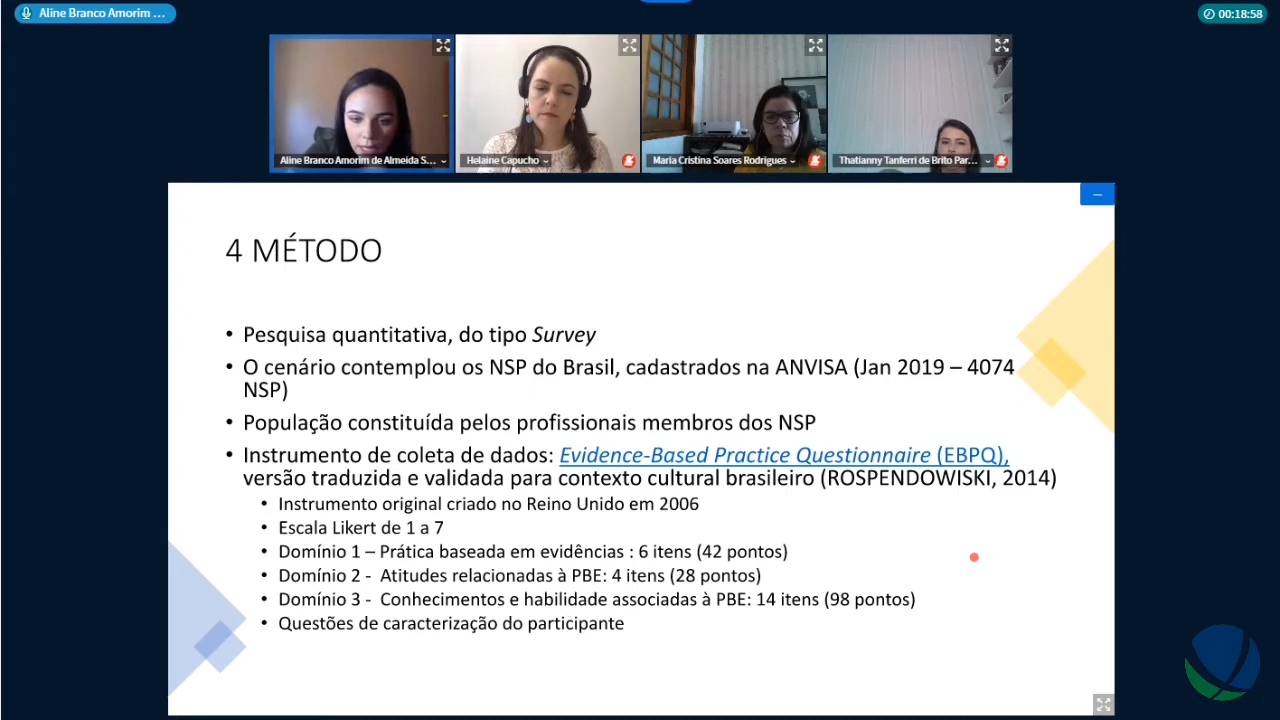 Aline Branco Amorim ...
00:18:58
Aline Branco Amorim de Almeida S...
Helaine Capucho
Maria Cristina Soares Rodrigues
Thatianny Tanferri de Brito Par...
4 MÉTODO
• Pesquisa quantitativa, do tipo Survey
• O cenário contemplou os NSP do Brasil, cadastrados na ANVISA (Jan 2019 – 4074
NSP)
• População constituída pelos profissionais membros dos NSP
• Instrumento de coleta de dados: Evidence-Based Practice Questionnaire (EBPQ),
versão traduzida e validada para contexto cultural brasileiro (ROSPENDOWISKI, 2014)
• Instrumento original criado no Reino Unido em 2006
• Escala Likert de 1 a 7
• Domínio 1 – Prática baseada em evidências : 6 itens (42 pontos)
• Domínio 2 - Atitudes relacionadas à PBE: 4 itens (28 pontos)
• Domínio 3 - Conhecimentos e habilidade associadas à PBE: 14 itens (98 pontos)
• Questões de caracterização do participante